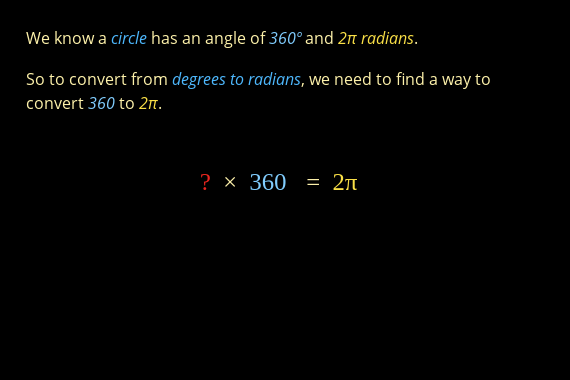 We know a circle has an angle of 360° and 2π radians.
So to convert from degrees to radians, we need to find a way to
convert 360 to 2π.
? × 360 = 2π